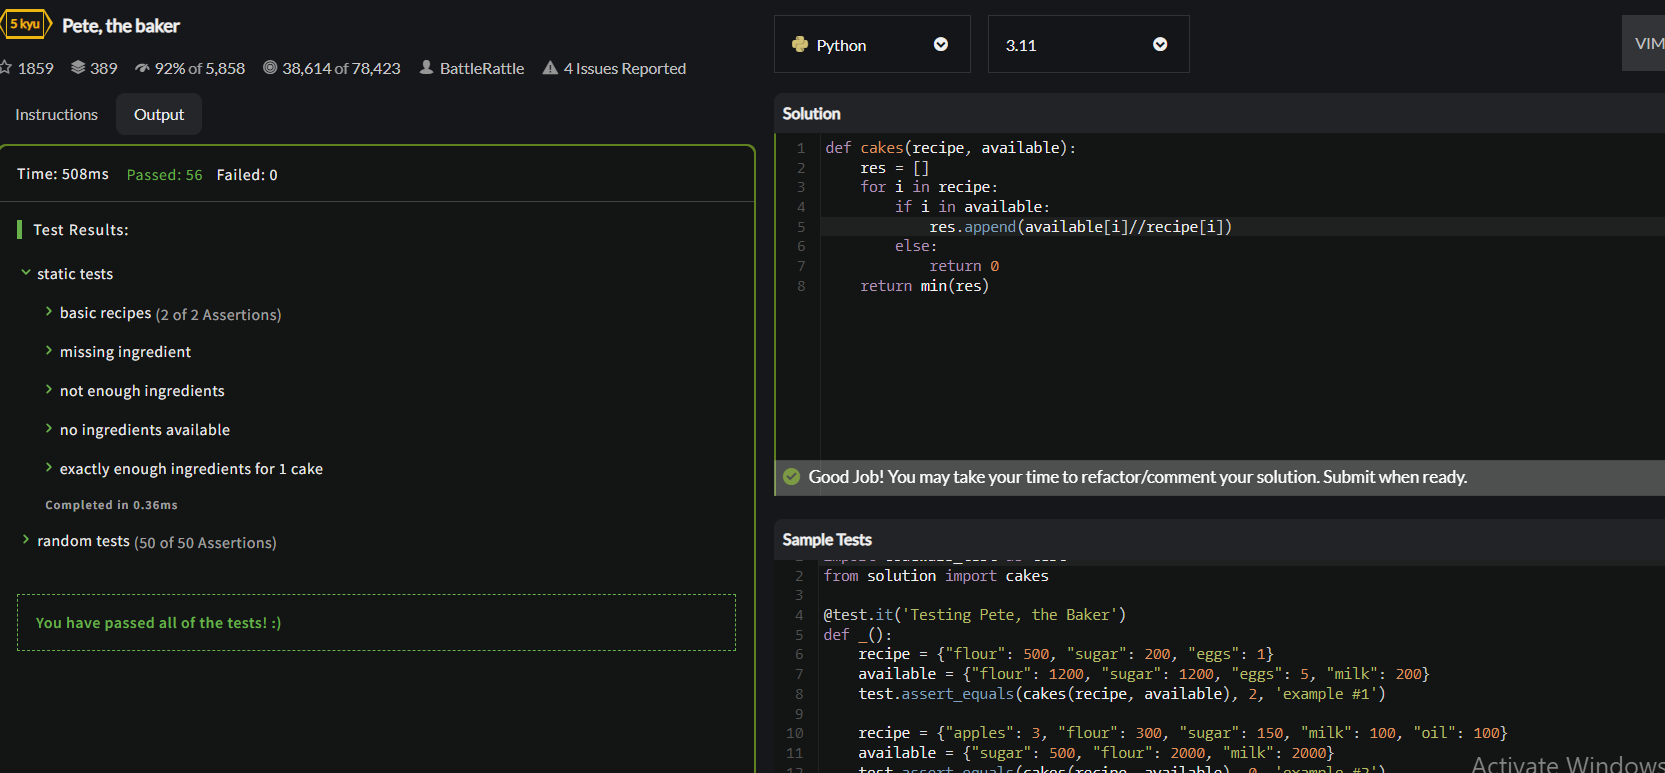 5 kyu Pete, the baker
1859 389 92% of 5,858 38,614 of 78,423 BattleRattle 4 Issues Reported
Instructions Output
Time: 508ms Passed: 56 Failed: 0
Test Results:
static tests
basic recipes (2 of 2 Assertions)
missing ingredient
not enough ingredients
no ingredients available
exactly enough ingredients for 1 cake
Completed in 0.36ms
random tests (50 of 50 Assertions)
You have passed all of the tests! :)
Python 3.11 VIM
Solution
1 def cakes(recipe, available):
2 res = []
3 for i in recipe:
4 if i in available:
5 res.append(available[i]//recipe[i])
6 else:
7 return 0
8 return min(res)
Good Job! You may take your time to refactor/comment your solution. Submit when ready.
Sample Tests
2 from solution import cakes
3
4 @test.it('Testing Pete, the Baker')
5 def _():
6 recipe = {"flour": 500, "sugar": 200, "eggs": 1}
7 available = {"flour": 1200, "sugar": 1200, "eggs": 5, "milk": 200}
8 test.assert_equals(cakes(recipe, available), 2, 'example #1')
9
10 recipe = {"apples": 3, "flour": 300, "sugar": 150, "milk": 100, "oil": 100}
11 available = {"sugar": 500, "flour": 2000, "milk": 2000}
12 test.assert_equals(cakes(recipe, available), 0, 'example #2')
Activate Windows